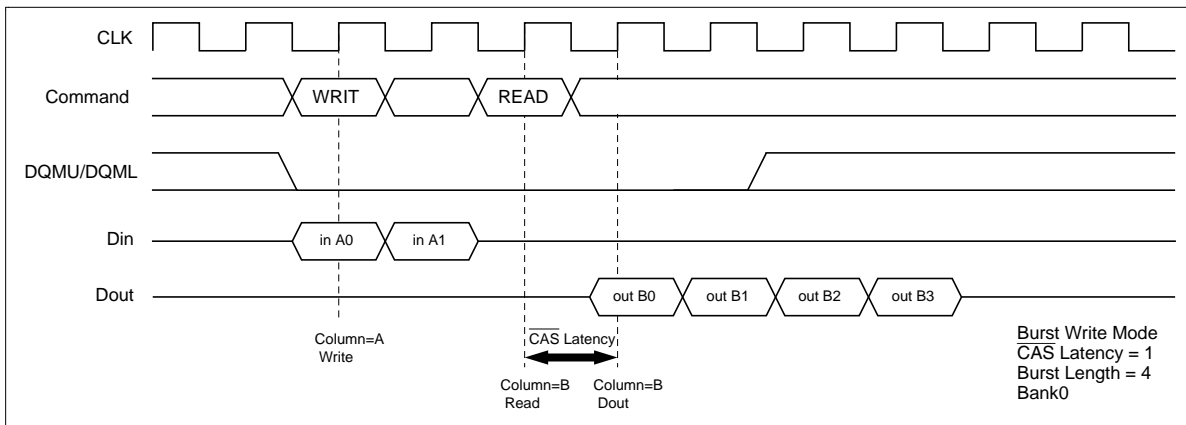 CLK
Command
WRIT
READ
DQMU/DQML
Din
in A0
in A1
Dout
out B0
out B1
out B2
out B3
Column=A
Write
CAS Latency
Column=B
Read
Column=B
Dout
Burst Write Mode
CAS Latency = 1
Burst Length = 4
Bank0